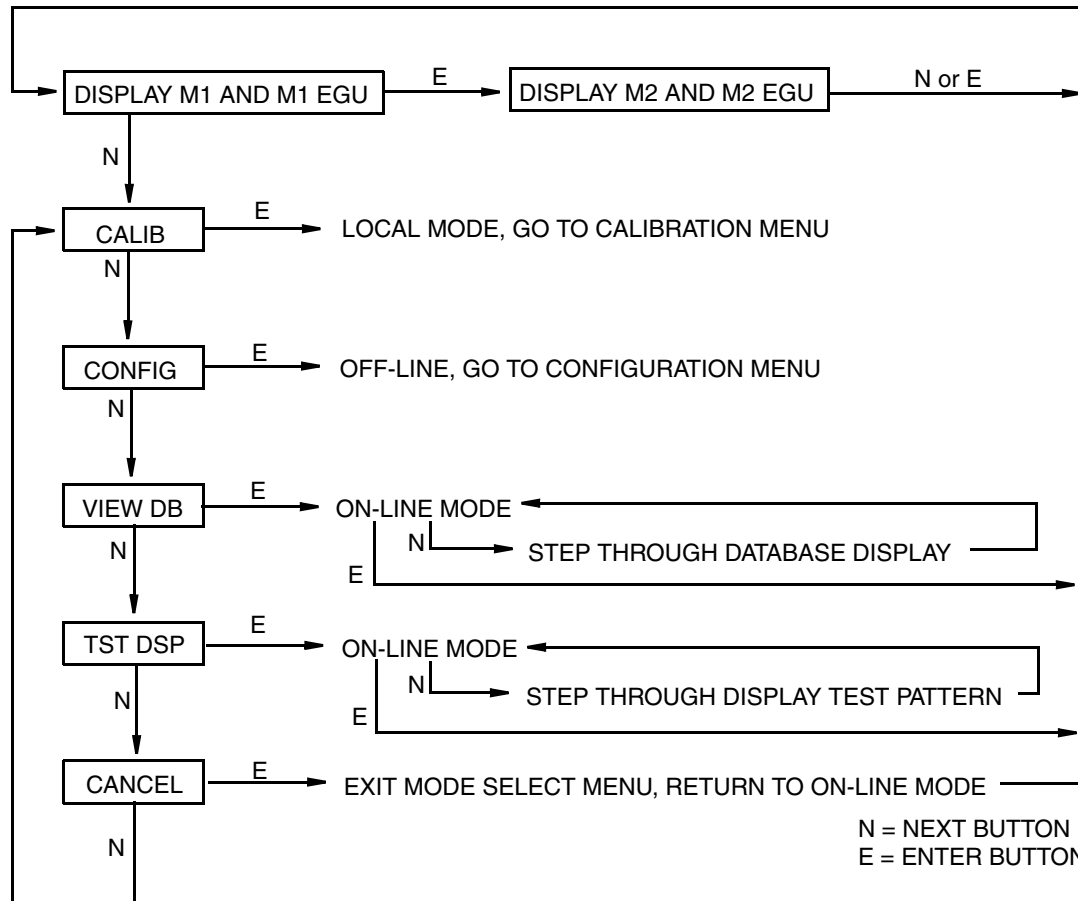 DISPLAY M1 AND M1 EGU
E
DISPLAY M2 AND M2 EGU
N or E
N
CALIB
E
LOCAL MODE, GO TO CALIBRATION MENU
N
CONFIG
E
OFF-LINE, GO TO CONFIGURATION MENU
N
VIEW DB
E
ON-LINE MODE
N
STEP THROUGH DATABASE DISPLAY
E
N
TST DSP
E
ON-LINE MODE
N
STEP THROUGH DISPLAY TEST PATTERN
E
N
CANCEL
E
EXIT MODE SELECT MENU, RETURN TO ON-LINE MODE
N
N = NEXT BUTTON
E = ENTER BUTTON